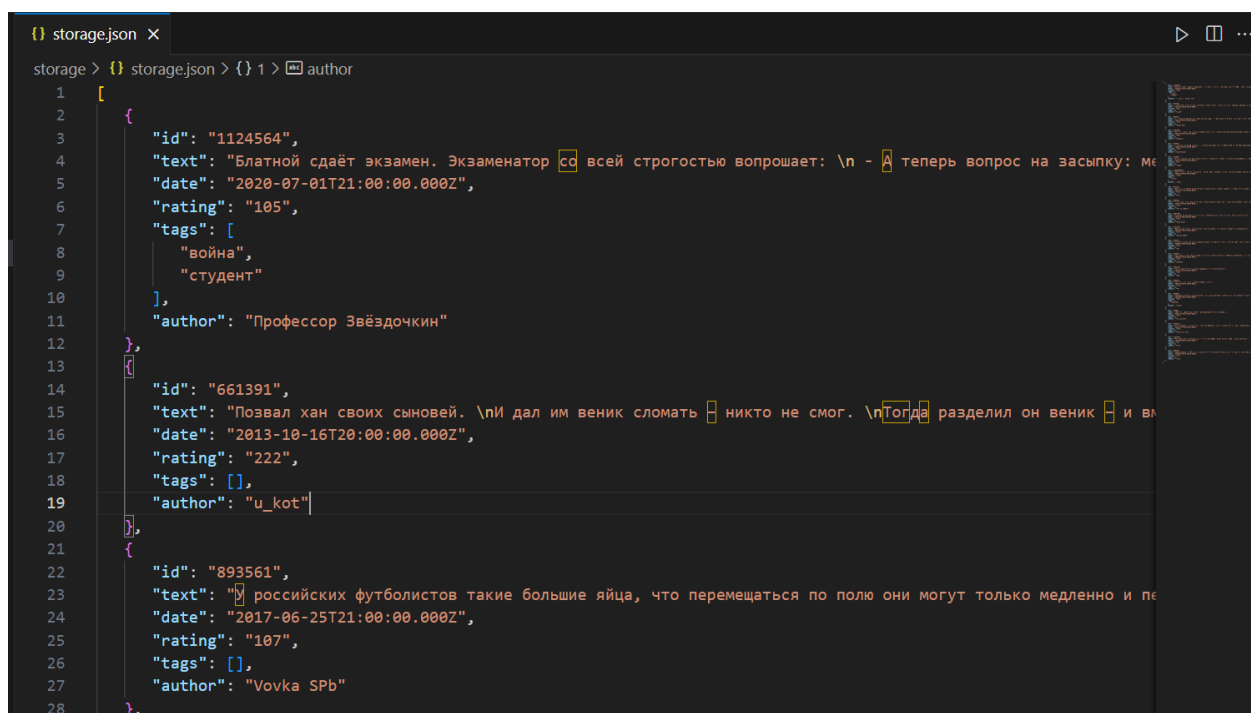 {} storage.json ×
storage > {} storage.json > {} 1 > abc author
1 [
2 {
3 "id": "1124564",
4 "text": "Блатной сдаёт экзамен. Экзаменатор со всей строгостью вопрошает: \n - А теперь вопрос на засыпку: ме
5 "date": "2020-07-01T21:00:00.000Z",
6 "rating": "105",
7 "tags": [
8 "война",
9 "студент"
10 ],
11 "author": "Профессор Звёздочкин"
12 },
13 {
14 "id": "661391",
15 "text": "Позвал хан своих сыновей. \nИ дал им веник сломать – никто не смог. \nТогда разделил он веник – и вм
16 "date": "2013-10-16T20:00:00.000Z",
17 "rating": "222",
18 "tags": [],
19 "author": "u_kot"
20 },
21 {
22 "id": "893561",
23 "text": "У российских футболистов такие большие яйца, что перемещаться по полю они могут только медленно и пе
24 "date": "2017-06-25T21:00:00.000Z",
25 "rating": "107",
26 "tags": [],
27 "author": "Vovka SPb"
28 },